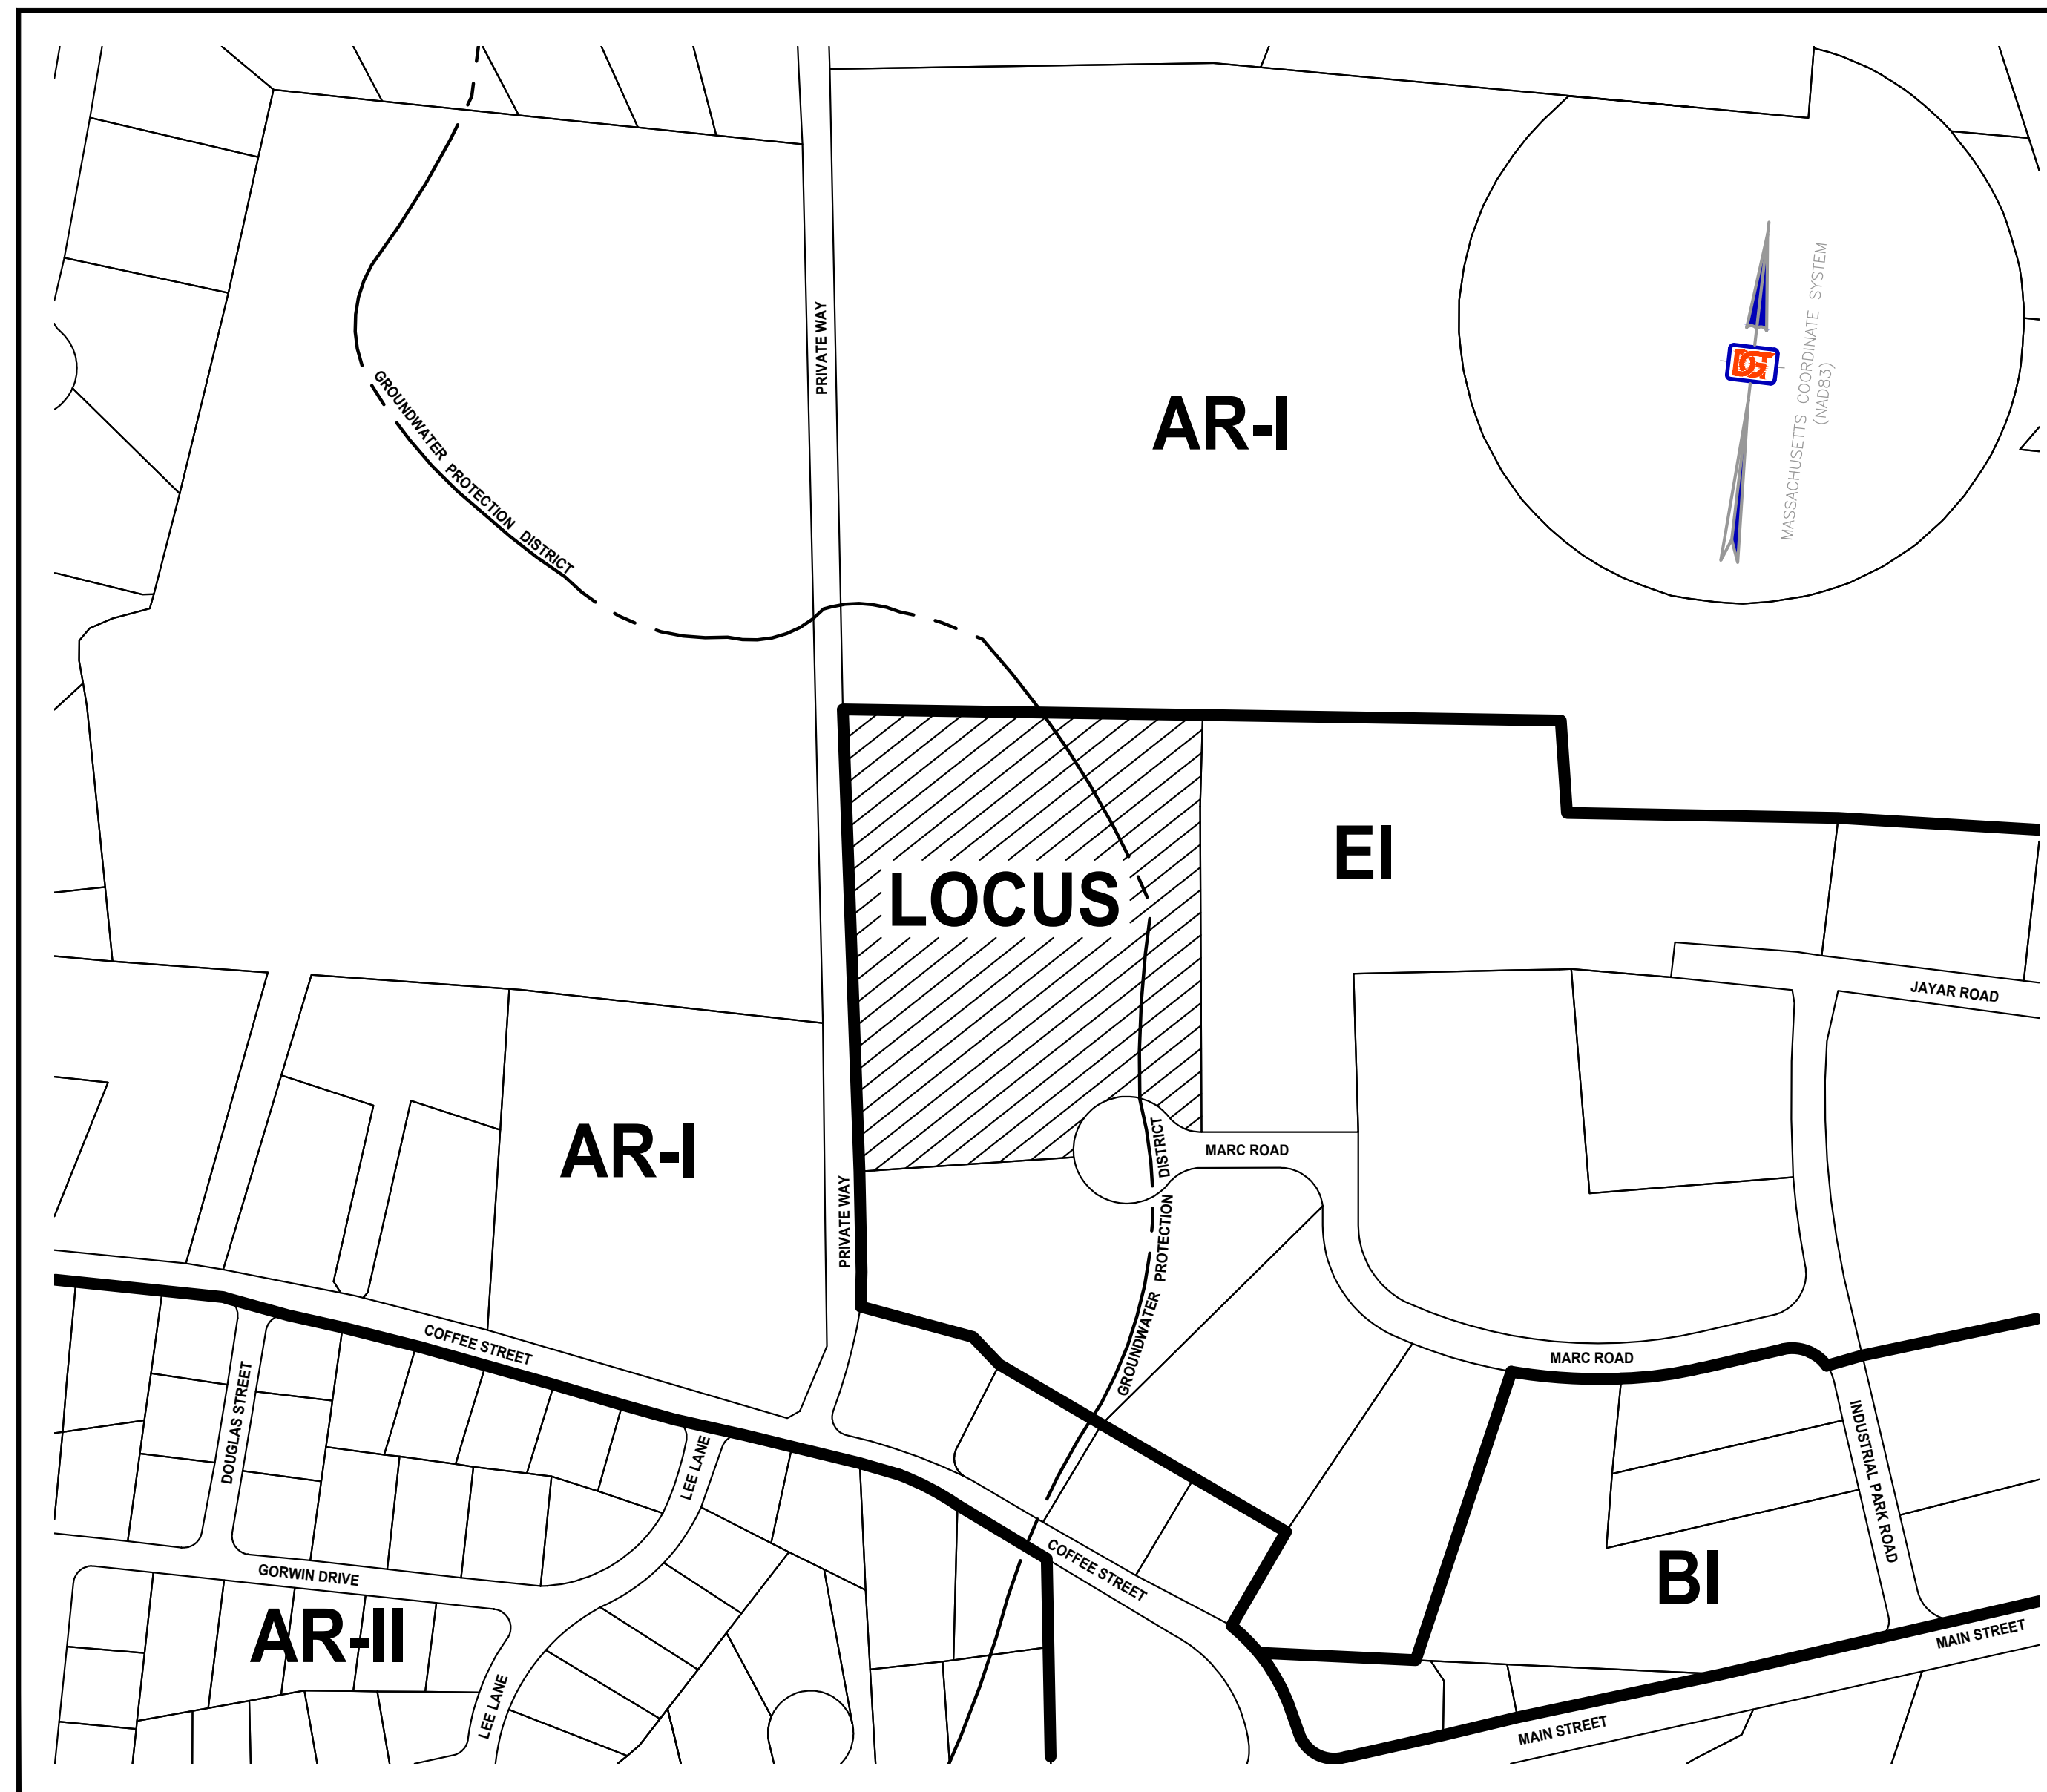 PRIVATE WAY
AR-I
MASSACHUSETTS COORDINATE SYSTEM
(NAD83)
GROUNDWATER PROTECTION DISTRICT
EI
LOCUS
JAYAR ROAD
AR-I
PRIVATE WAY
MARC ROAD
GROUNDWATER PROTECTION DISTRICT
COFFEE STREET
MARC ROAD
DOUGLAS STREET
LEE LANE
INDUSTRIAL PARK ROAD
COFFEE STREET
GORWIN DRIVE
BI
AR-II
MAIN STREET
LEE LANE
MAIN STREET